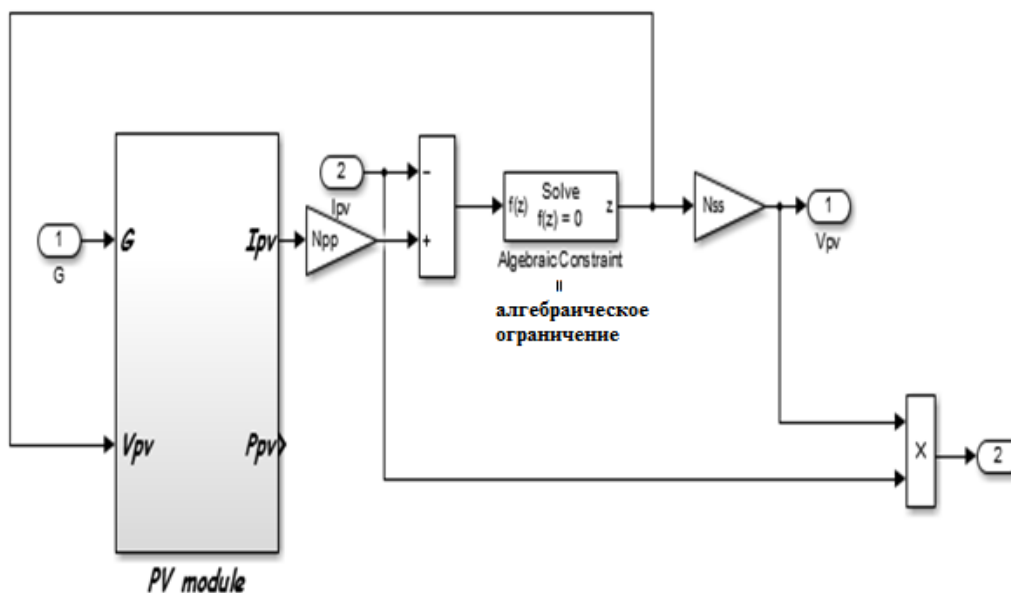 2
Ipv
1
G
G
Ipv
Npp
−
+
f(z)
Solve
f(z) = 0
z
Algebraic Constraint
=
алгебраическое
ограничение
Nss
1
Vpv
Vpv
Ppv
X
2
PV module